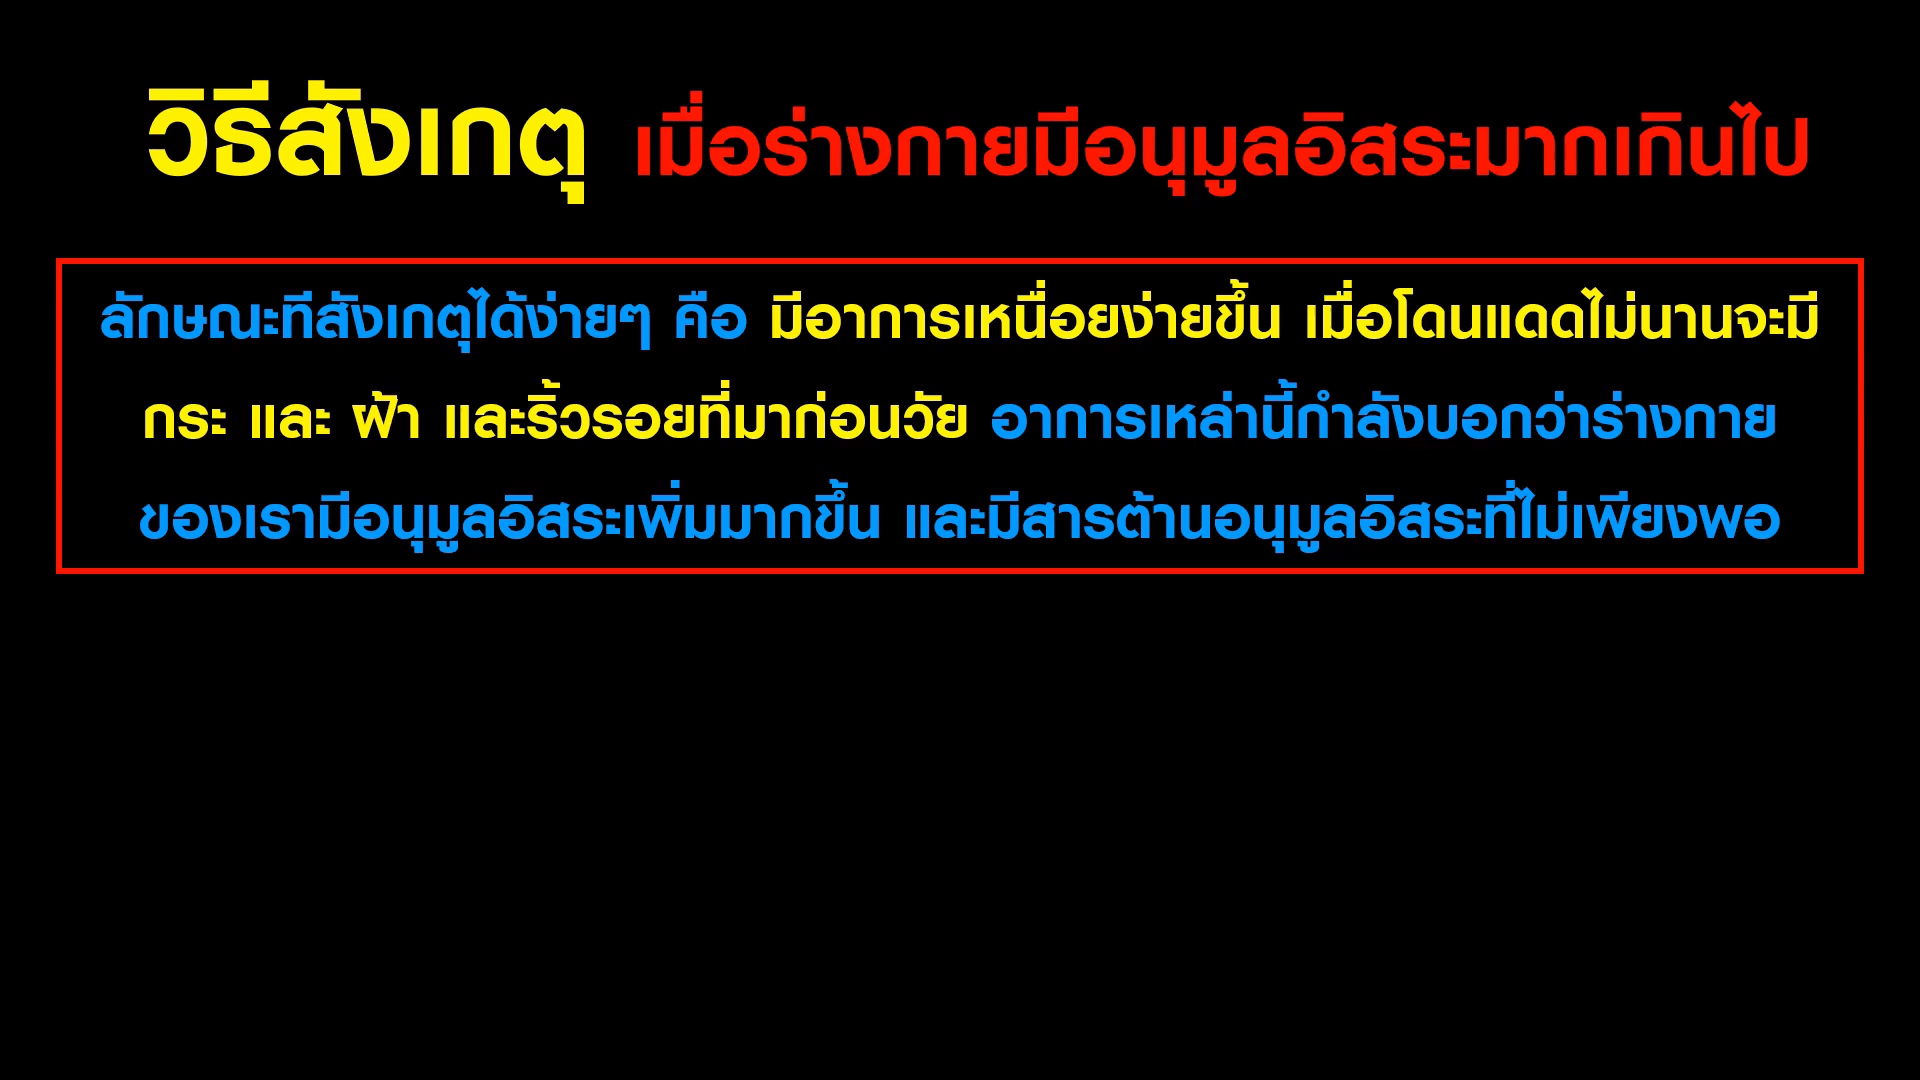 วิธีสังเกตุ เมื่อร่างกายมีอนุมูลอิสระมากเกินไป
ลักษณะทีสังเกตุได้ง่ายๆ คือ มีอาการเหนื่อยง่ายขึ้น เมื่อโดนแดดไม่นานจะมี
กระ และ ฝ้า และริ้วรอยที่มาก่อนวัย อาการเหล่านี้กำลังบอกว่าร่างกาย
ของเรามีอนุมูลอิสระเพิ่มมากขึ้น และมีสารต้านอนุมูลอิสระที่ไม่เพียงพอ